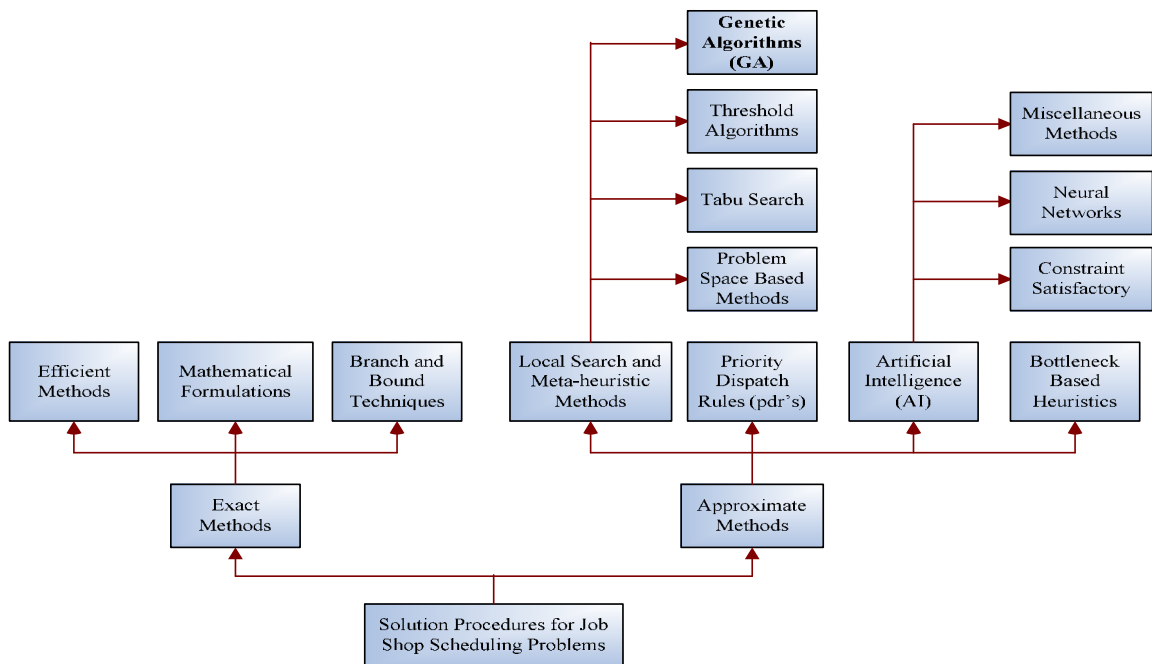 Genetic
Algorithms
(GA)
Threshold
Algorithms
Miscellaneous
Methods
Tabu Search
Neural
Networks
Problem
Space Based
Methods
Constraint
Satisfactory
Efficient
Methods
Mathematical
Formulations
Branch and
Bound
Techniques
Local Search and
Meta-heuristic
Methods
Priority
Dispatch
Rules (pdr's)
Artificial
Intelligence
(AI)
Bottleneck
Based
Heuristics
Exact
Methods
Approximate
Methods
Solution Procedures for Job
Shop Scheduling Problems